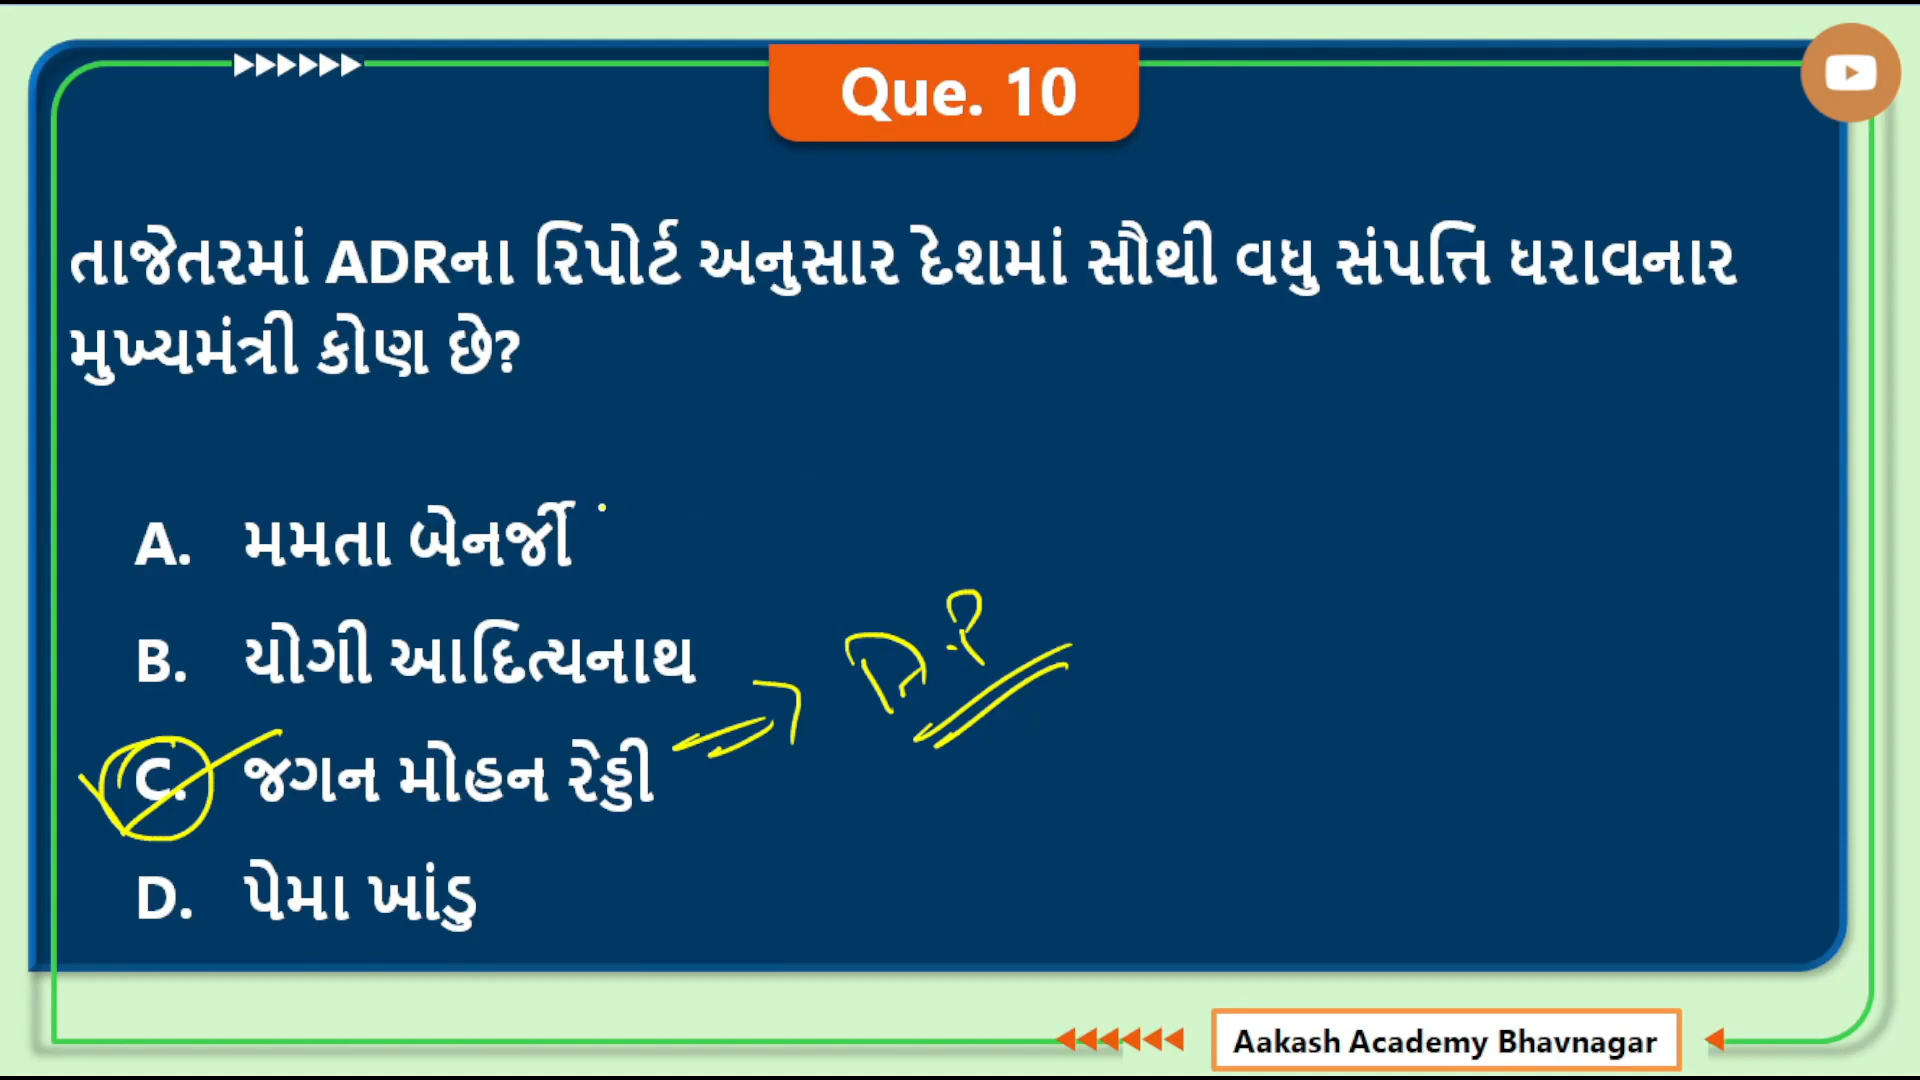 Que. 10
તાજેતરમાં ADRના રિપોર્ટ અનુસાર દેશમાં સૌથી વધુ સંપત્તિ ધરાવનાર
મુખ્યમંત્રી કોણ છે?
A. મમતા બેનર્જી
B. યોગી આદિત્યનાથ
C. જગન મોહન રેડ્ડી
D. પેમા ખાંડુ
Aakash Academy Bhavnagar